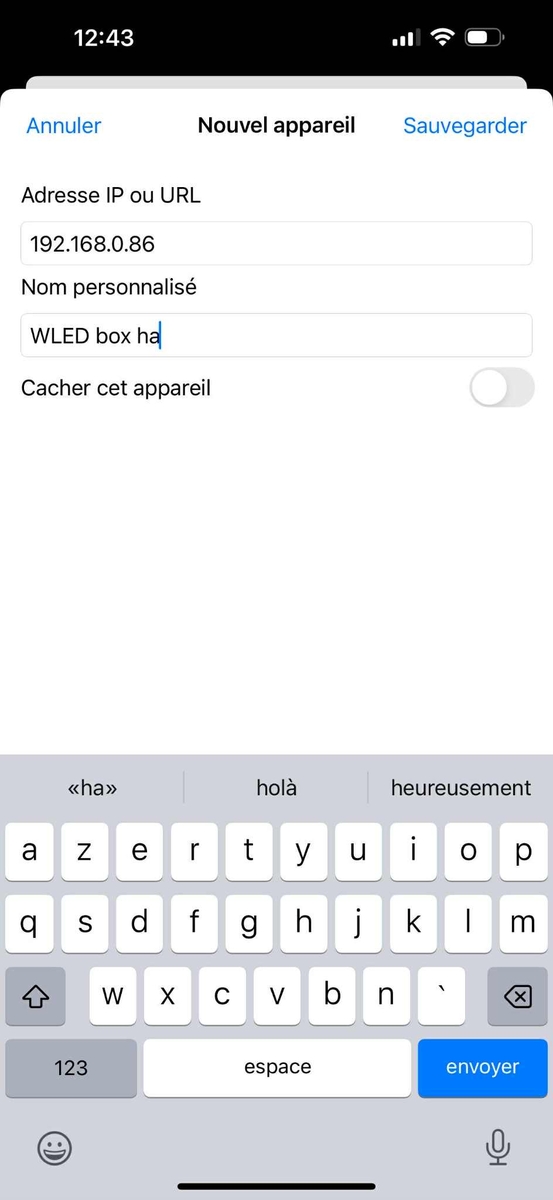 12:43
Annuler Nouvel appareil Sauvegarder
Adresse IP ou URL
192.168.0.86
Nom personnalisé
WLED box ha
Cacher cet appareil
«ha» holà heureusement
a z e r t y u i o p
q s d f g h j k l m
w x c v b n `
123 espace envoyer